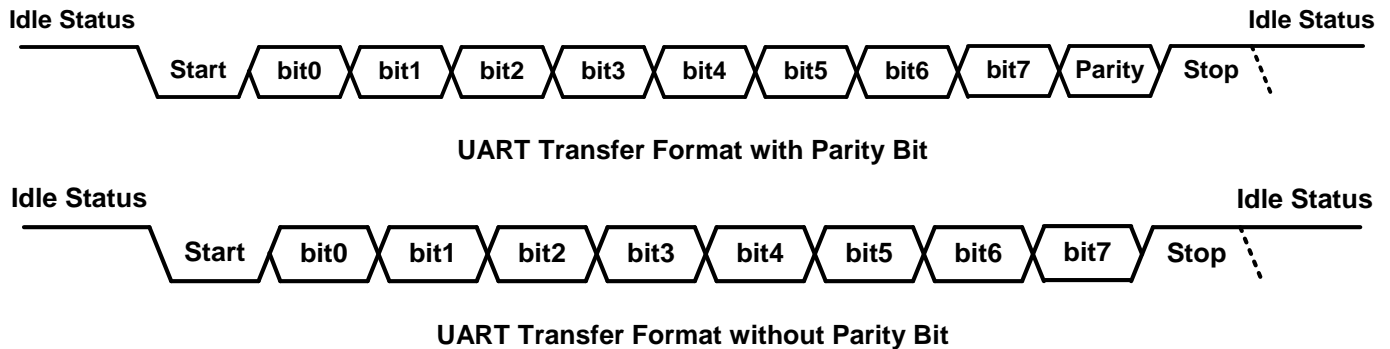 Idle Status Idle Status
Start bit0 bit1 bit2 bit3 bit4 bit5 bit6 bit7 Parity Stop
UART Transfer Format with Parity Bit
Idle Status Idle Status
Start bit0 bit1 bit2 bit3 bit4 bit5 bit6 bit7 Stop
UART Transfer Format without Parity Bit